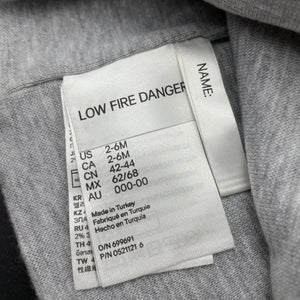 LOW FIRE DANGER
NAME:
US 2-6M
CA 2-6M
CN 42-44
MX 62/68
AU 000-00
Made in Turkey
Fabriqué en Turquie
Hecho en Turquía
O/N 699691
P/N 0521121 6
KR
KZ
RU
2%
TH
TW